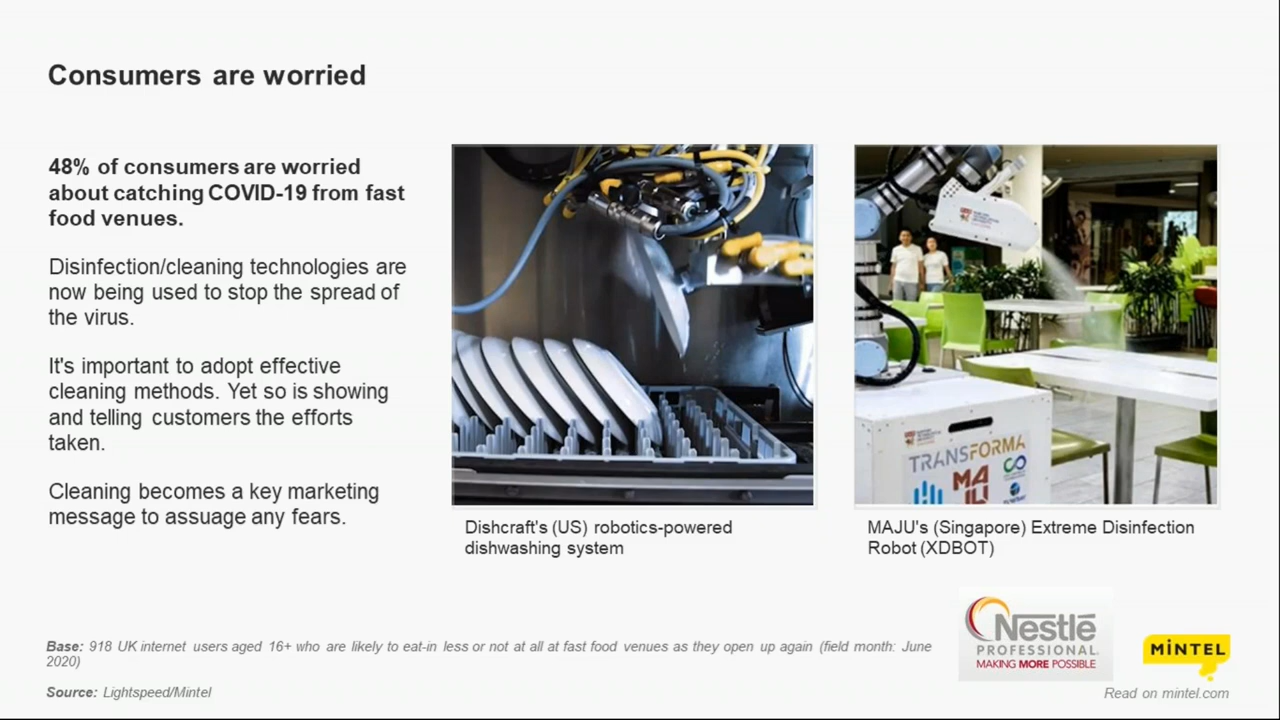 Consumers are worried
48% of consumers are worried
about catching COVID-19 from fast
food venues.
Disinfection/cleaning technologies are
now being used to stop the spread of
the virus.
It's important to adopt effective
cleaning methods. Yet so is showing
and telling customers the efforts
taken.
Cleaning becomes a key marketing
message to assuage any fears.
TRANSFORMA
MAJU
Dishcraft's (US) robotics-powered
dishwashing system
MAJU's (Singapore) Extreme Disinfection
Robot (XDBOT)
Base: 918 UK internet users aged 16+ who are likely to eat-in less or not at all at fast food venues as they open up again (field month: June
2020)
Source: Lightspeed/Mintel
Nestlé
PROFESSIONAL
MAKING MORE POSSIBLE
MINTEL
Read on mintel.com